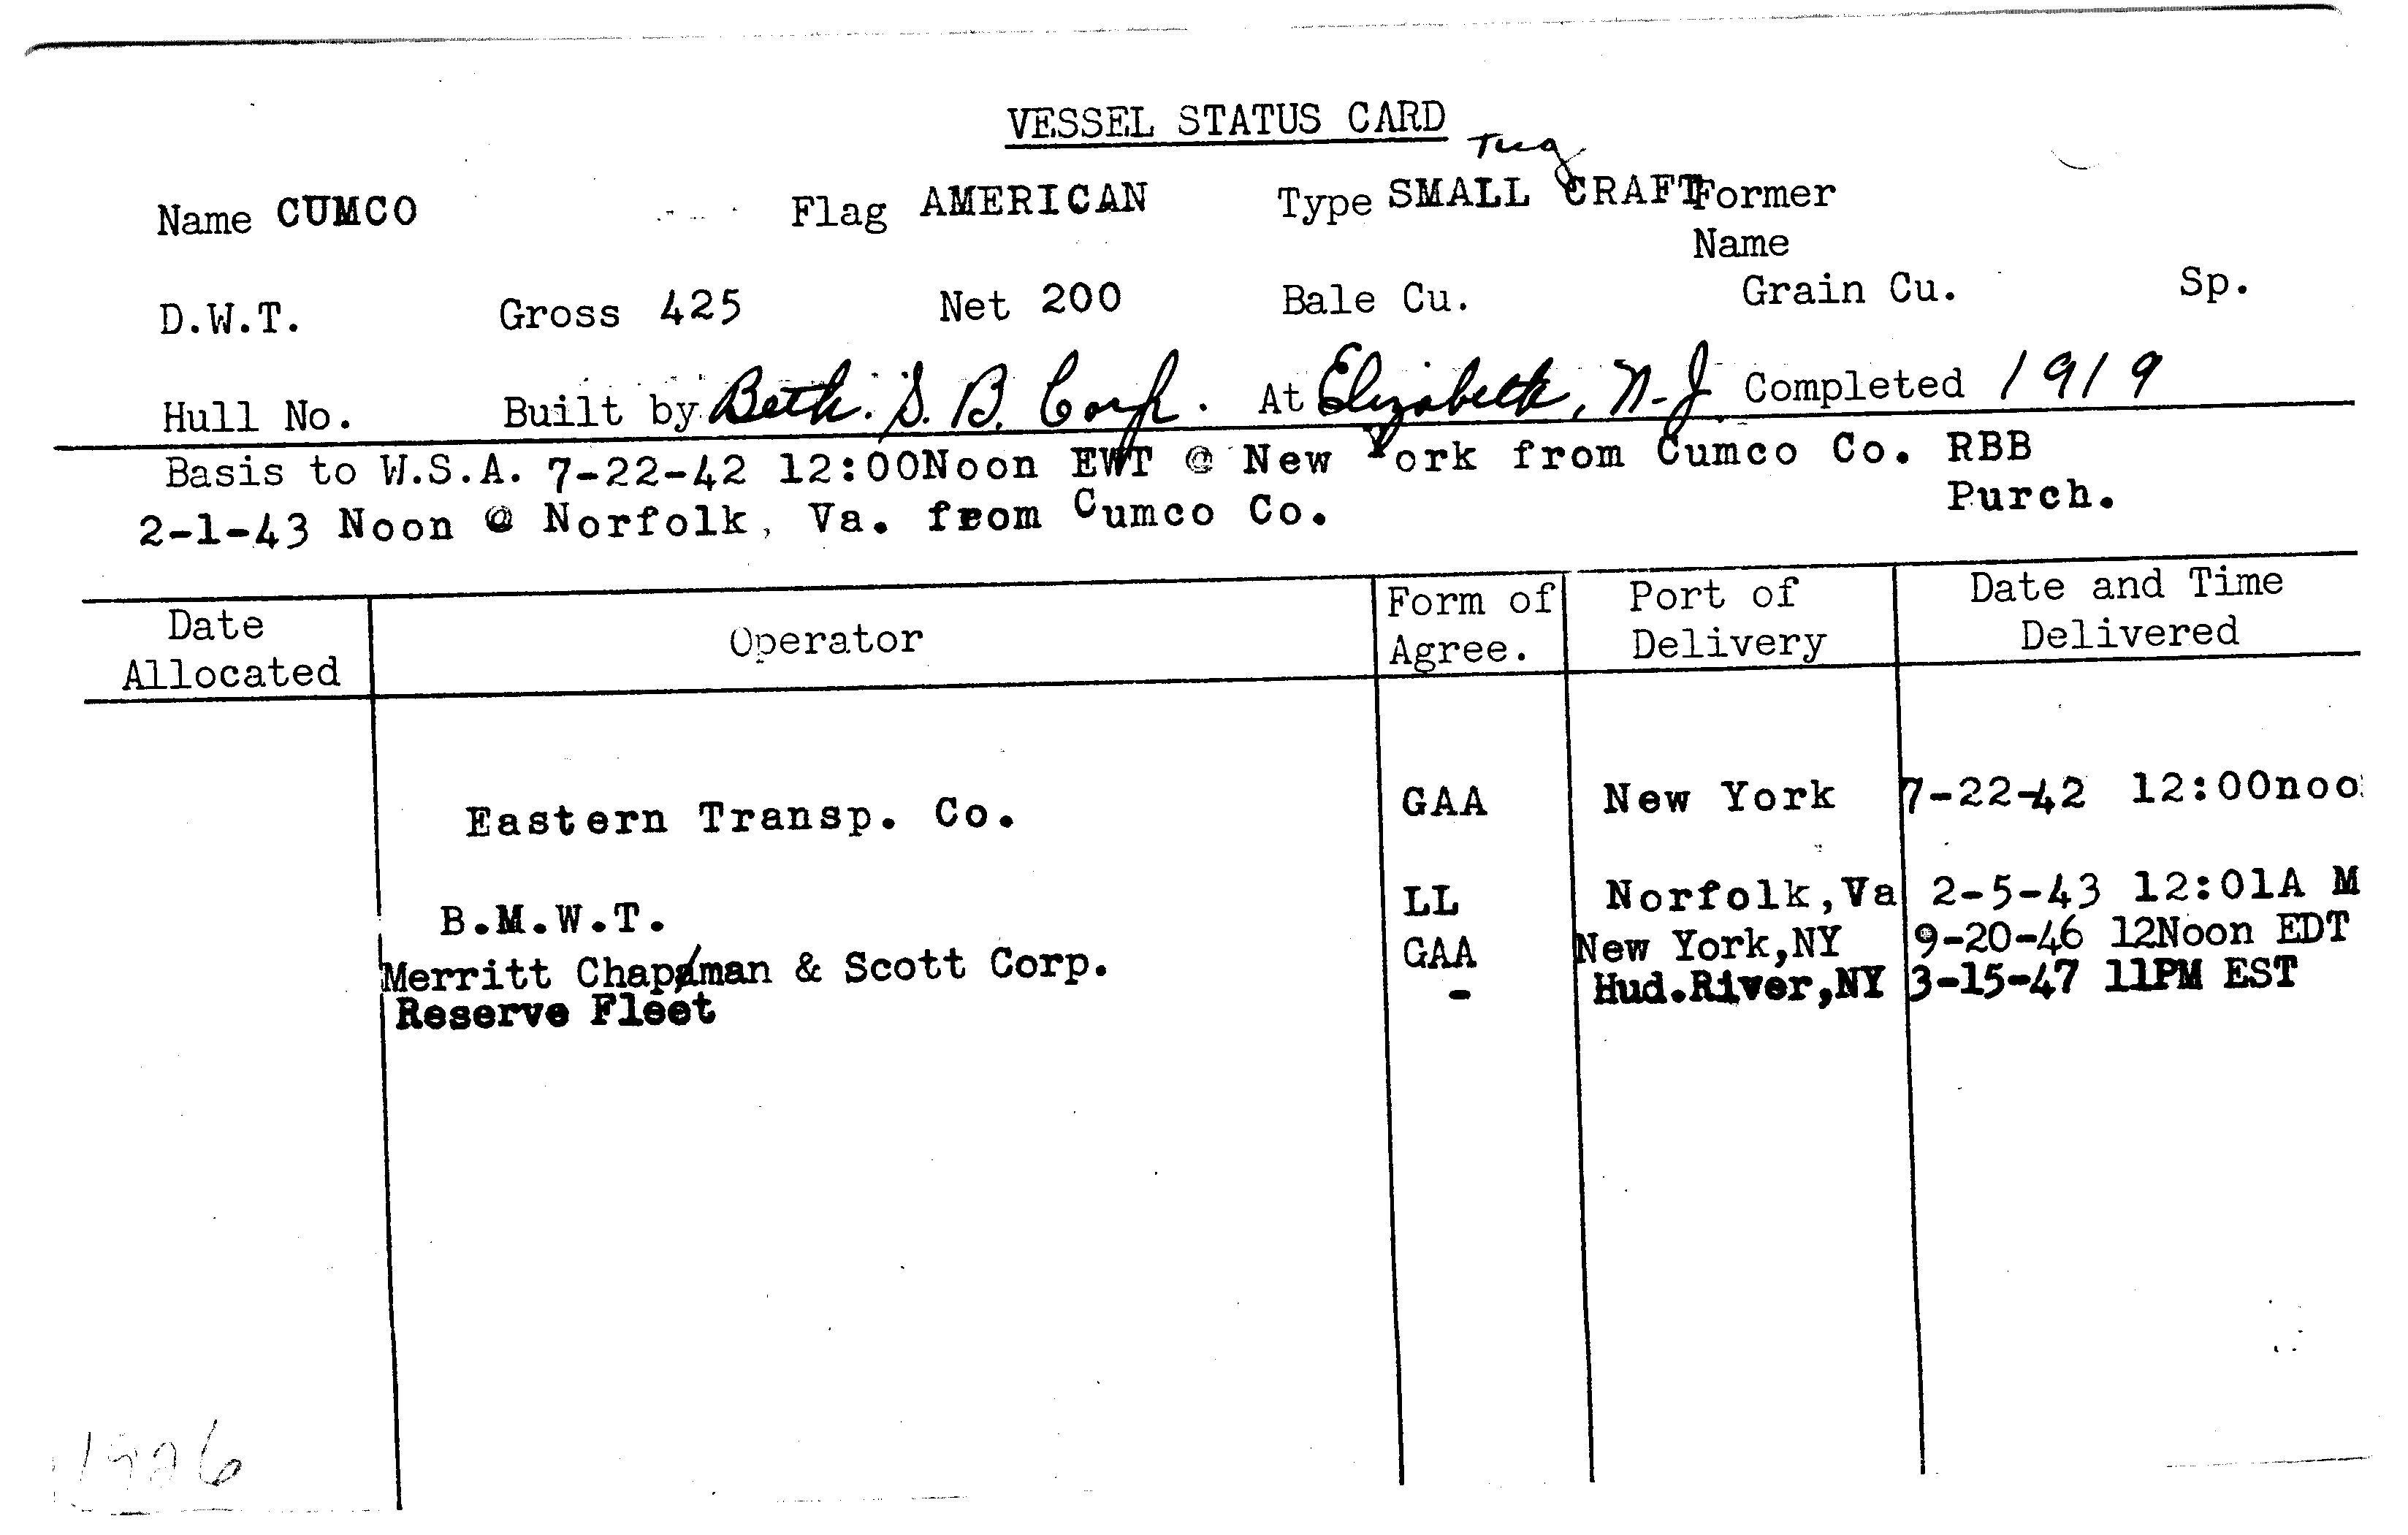 VESSEL STATUS CARD
Tug
Name CUMCO Flag AMERICAN Type SMALL CRAFT Former
Name
D.W.T. Gross 425 Net 200 Bale Cu. Grain Cu. Sp.
Hull No. Built by Beth. S. B. Corp. At Elizabeth, N.J. Completed 1919
Basis to W.S.A. 7-22-42 12:00Noon EWT @ New York from Cumco Co. RBB
2-1-43 Noon @ Norfolk, Va. from Cumco Co. Purch.
Date Allocated Operator Form of Agree. Port of Delivery Date and Time Delivered
Eastern Transp. Co. GAA New York 7-22-42 12:00noo
B.M.W.T. LL Norfolk,Va 2-5-43 12:01A M
Merritt Chapman & Scott Corp. GAA New York,NY 9-20-46 12Noon EDT
Reserve Fleet - Hud.River,NY 3-15-47 11PM EST